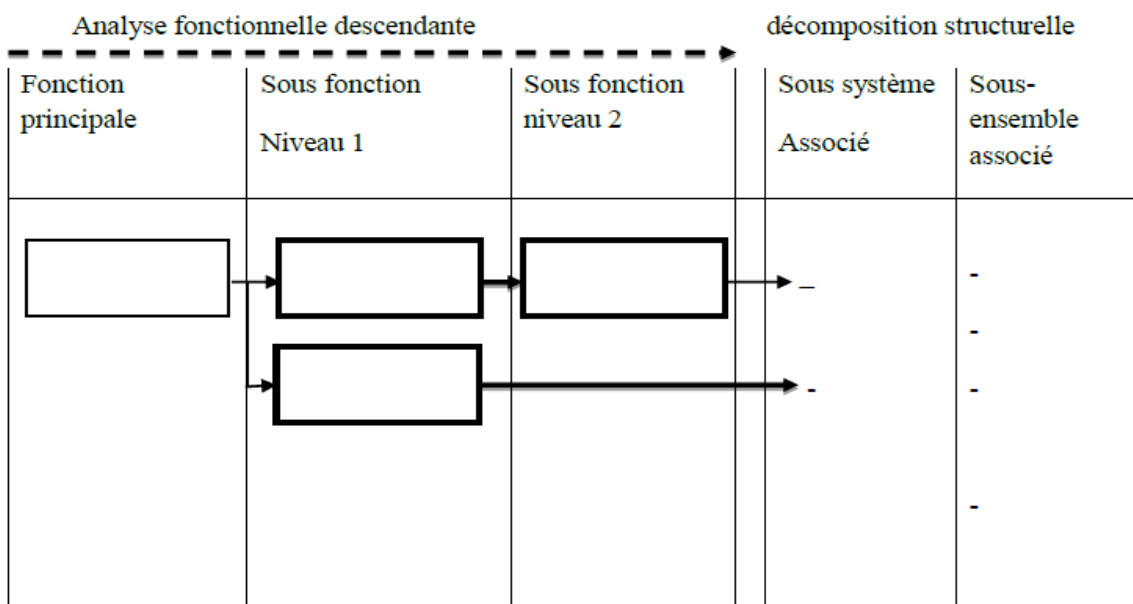 Analyse fonctionnelle descendante
décomposition structurelle
Fonction
principale
Sous fonction
Niveau 1
Sous fonction
niveau 2
Sous système
Associé
Sous-
ensemble
associé
–
-
-
-
-
-